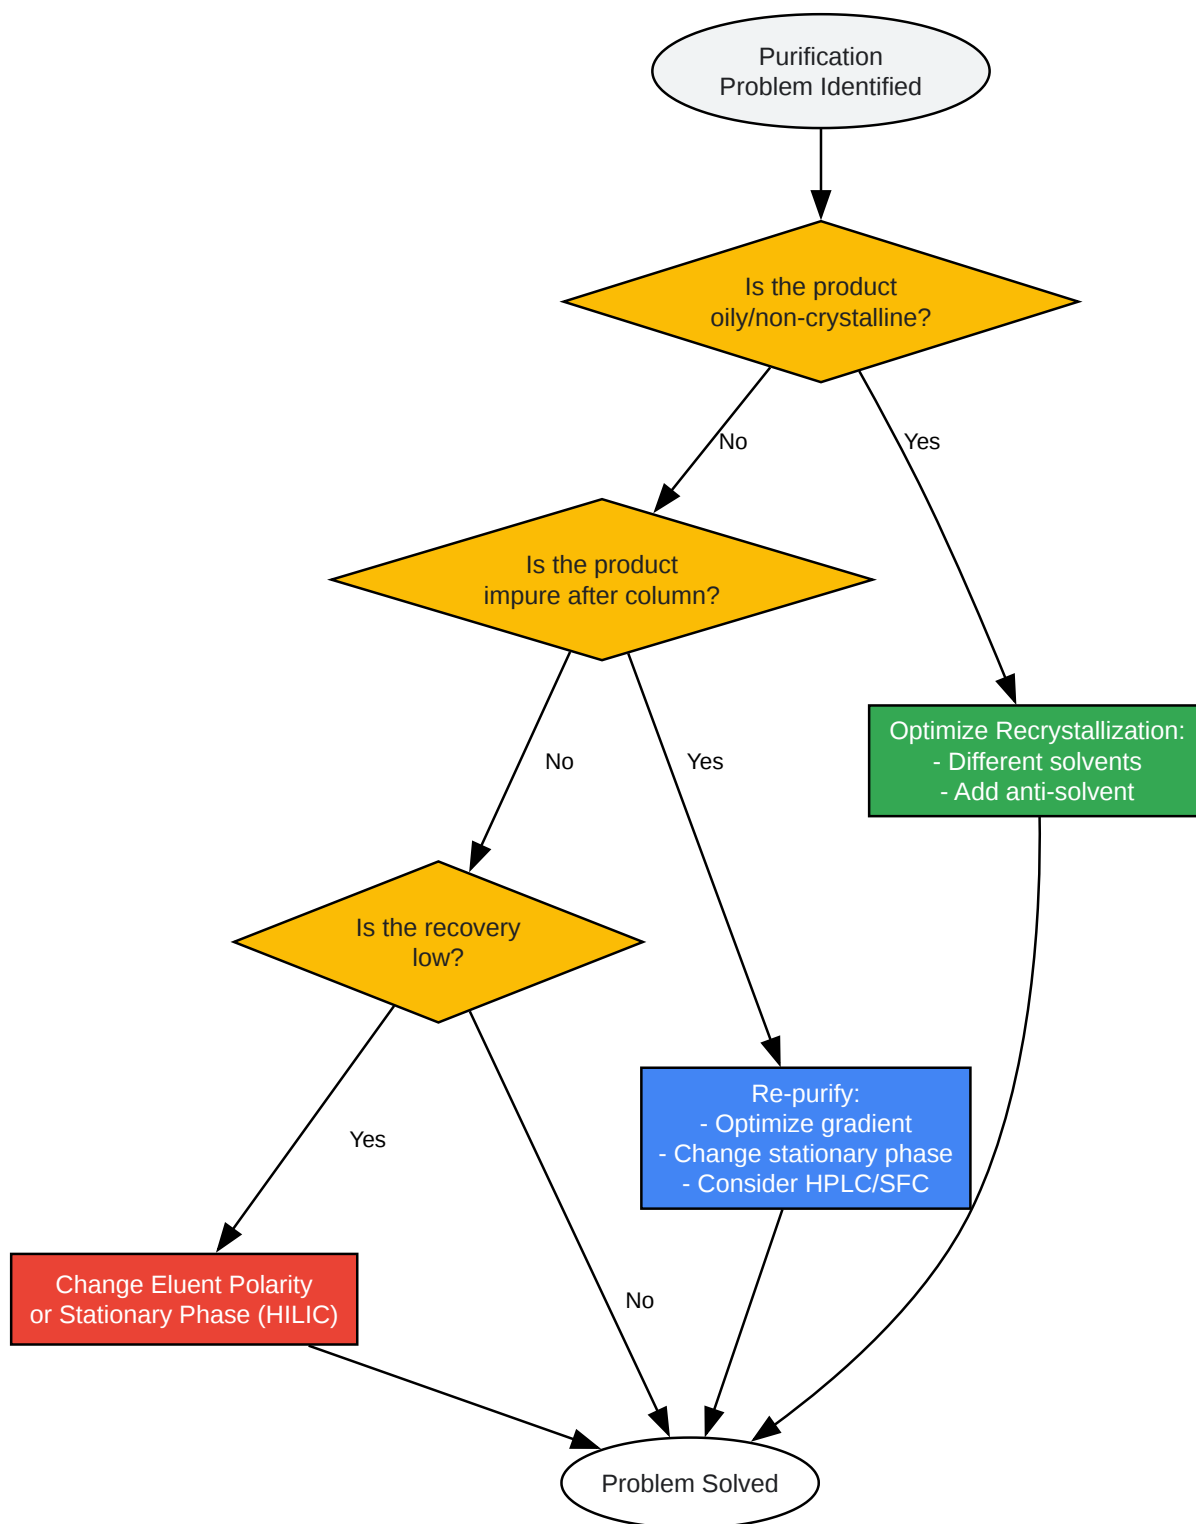 Purification
Problem Identified
Is the product
oily/non-crystalline?
No
Yes
Is the product
impure after column?
Optimize Recrystallization:
- Different solvents
- Add anti-solvent
No
Yes
Is the recovery
low?
Re-purify:
- Optimize gradient
- Change stationary phase
- Consider HPLC/SFC
Yes
Change Eluent Polarity
or Stationary Phase (HILIC)
No
Problem Solved